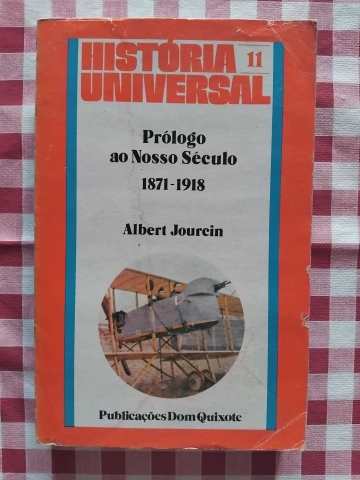 HISTÓRIA 11
UNIVERSAL
Prólogo
ao Nosso Século
1871-1918
Albert Jourcin
Publicações Dom Quixote